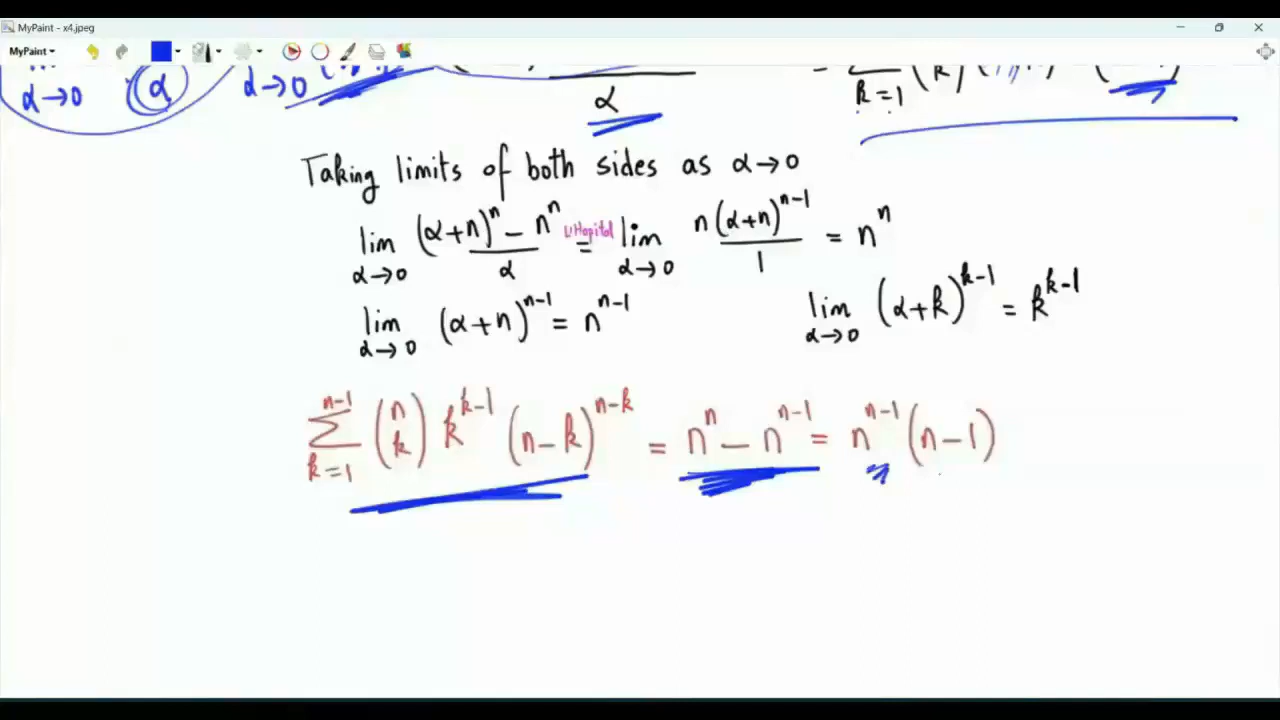 MyPaint - x4.jpeg
MyPaint
α→0 α α→0 α k=1
Taking limits of both sides as α→0
lim α→0 ((α+n)^n − n^n)/α = L'Hopital lim α→0 (n(α+n)^(n-1))/1 = n^n
lim α→0 (α+n)^(n-1) = n^(n-1) lim α→0 (α+k)^(k-1) = k^(k-1)
∑_(k=1)^(n-1) (n k) k^(k-1) (n-k)^(n-k) = n^n − n^(n-1) = n^(n-1) (n−1)